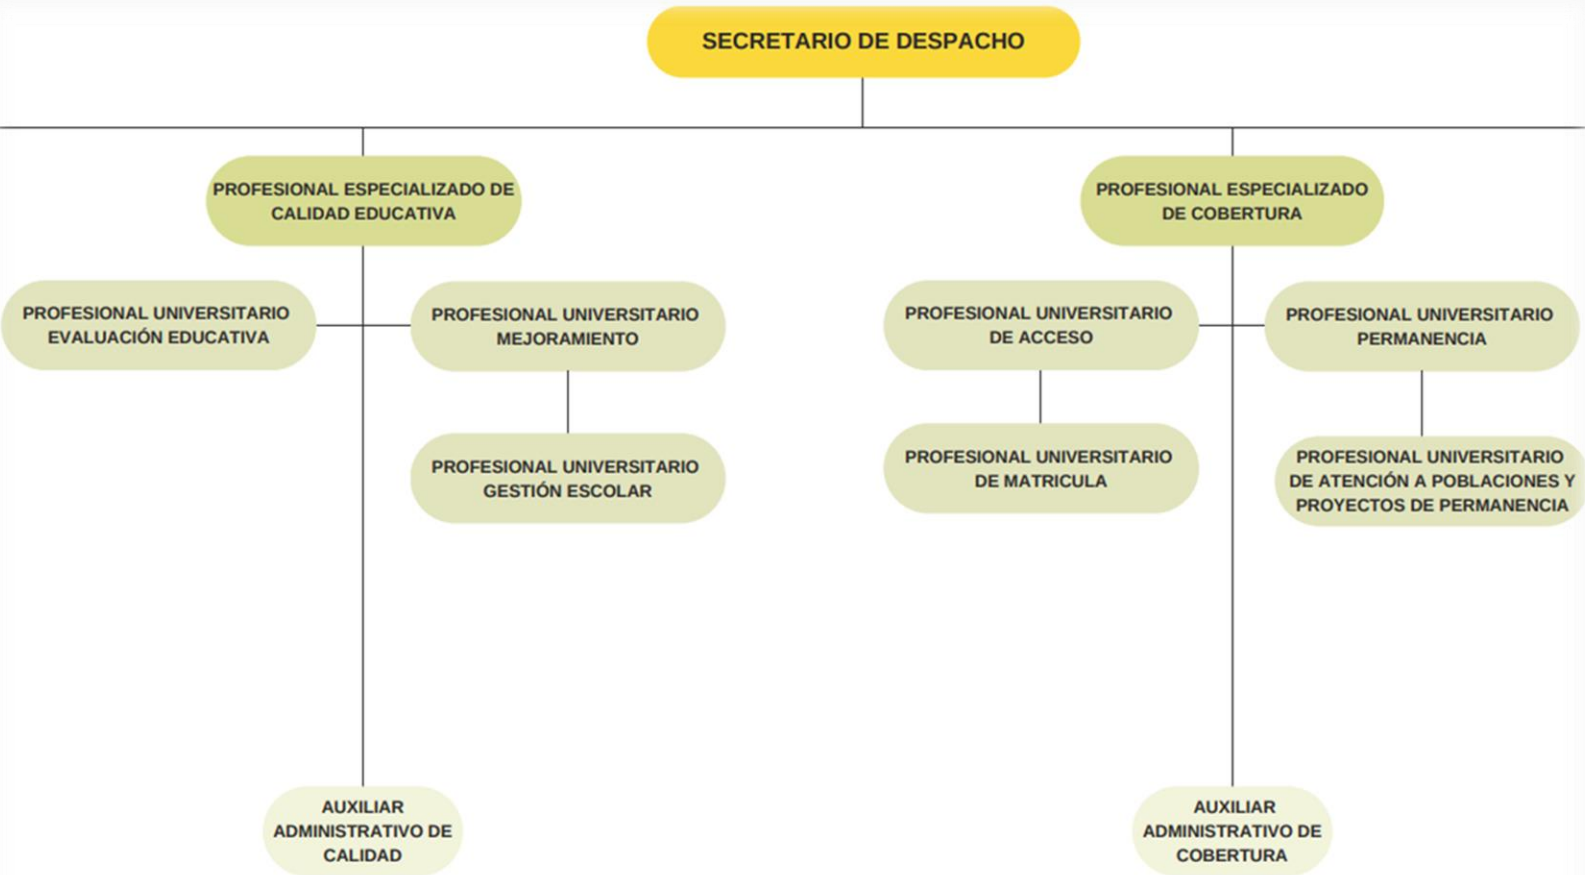 SECRETARIO DE DESPACHO
PROFESIONAL ESPECIALIZADO DE
CALIDAD EDUCATIVA
PROFESIONAL ESPECIALIZADO
DE COBERTURA
PROFESIONAL UNIVERSITARIO
EVALUACIÓN EDUCATIVA
PROFESIONAL UNIVERSITARIO
MEJORAMIENTO
PROFESIONAL UNIVERSITARIO
DE ACCESO
PROFESIONAL UNIVERSITARIO
PERMANENCIA
PROFESIONAL UNIVERSITARIO
GESTIÓN ESCOLAR
PROFESIONAL UNIVERSITARIO
DE MATRICULA
PROFESIONAL UNIVERSITARIO
DE ATENCIÓN A POBLACIONES Y
PROYECTOS DE PERMANENCIA
AUXILIAR
ADMINISTRATIVO DE
CALIDAD
AUXILIAR
ADMINISTRATIVO DE
COBERTURA